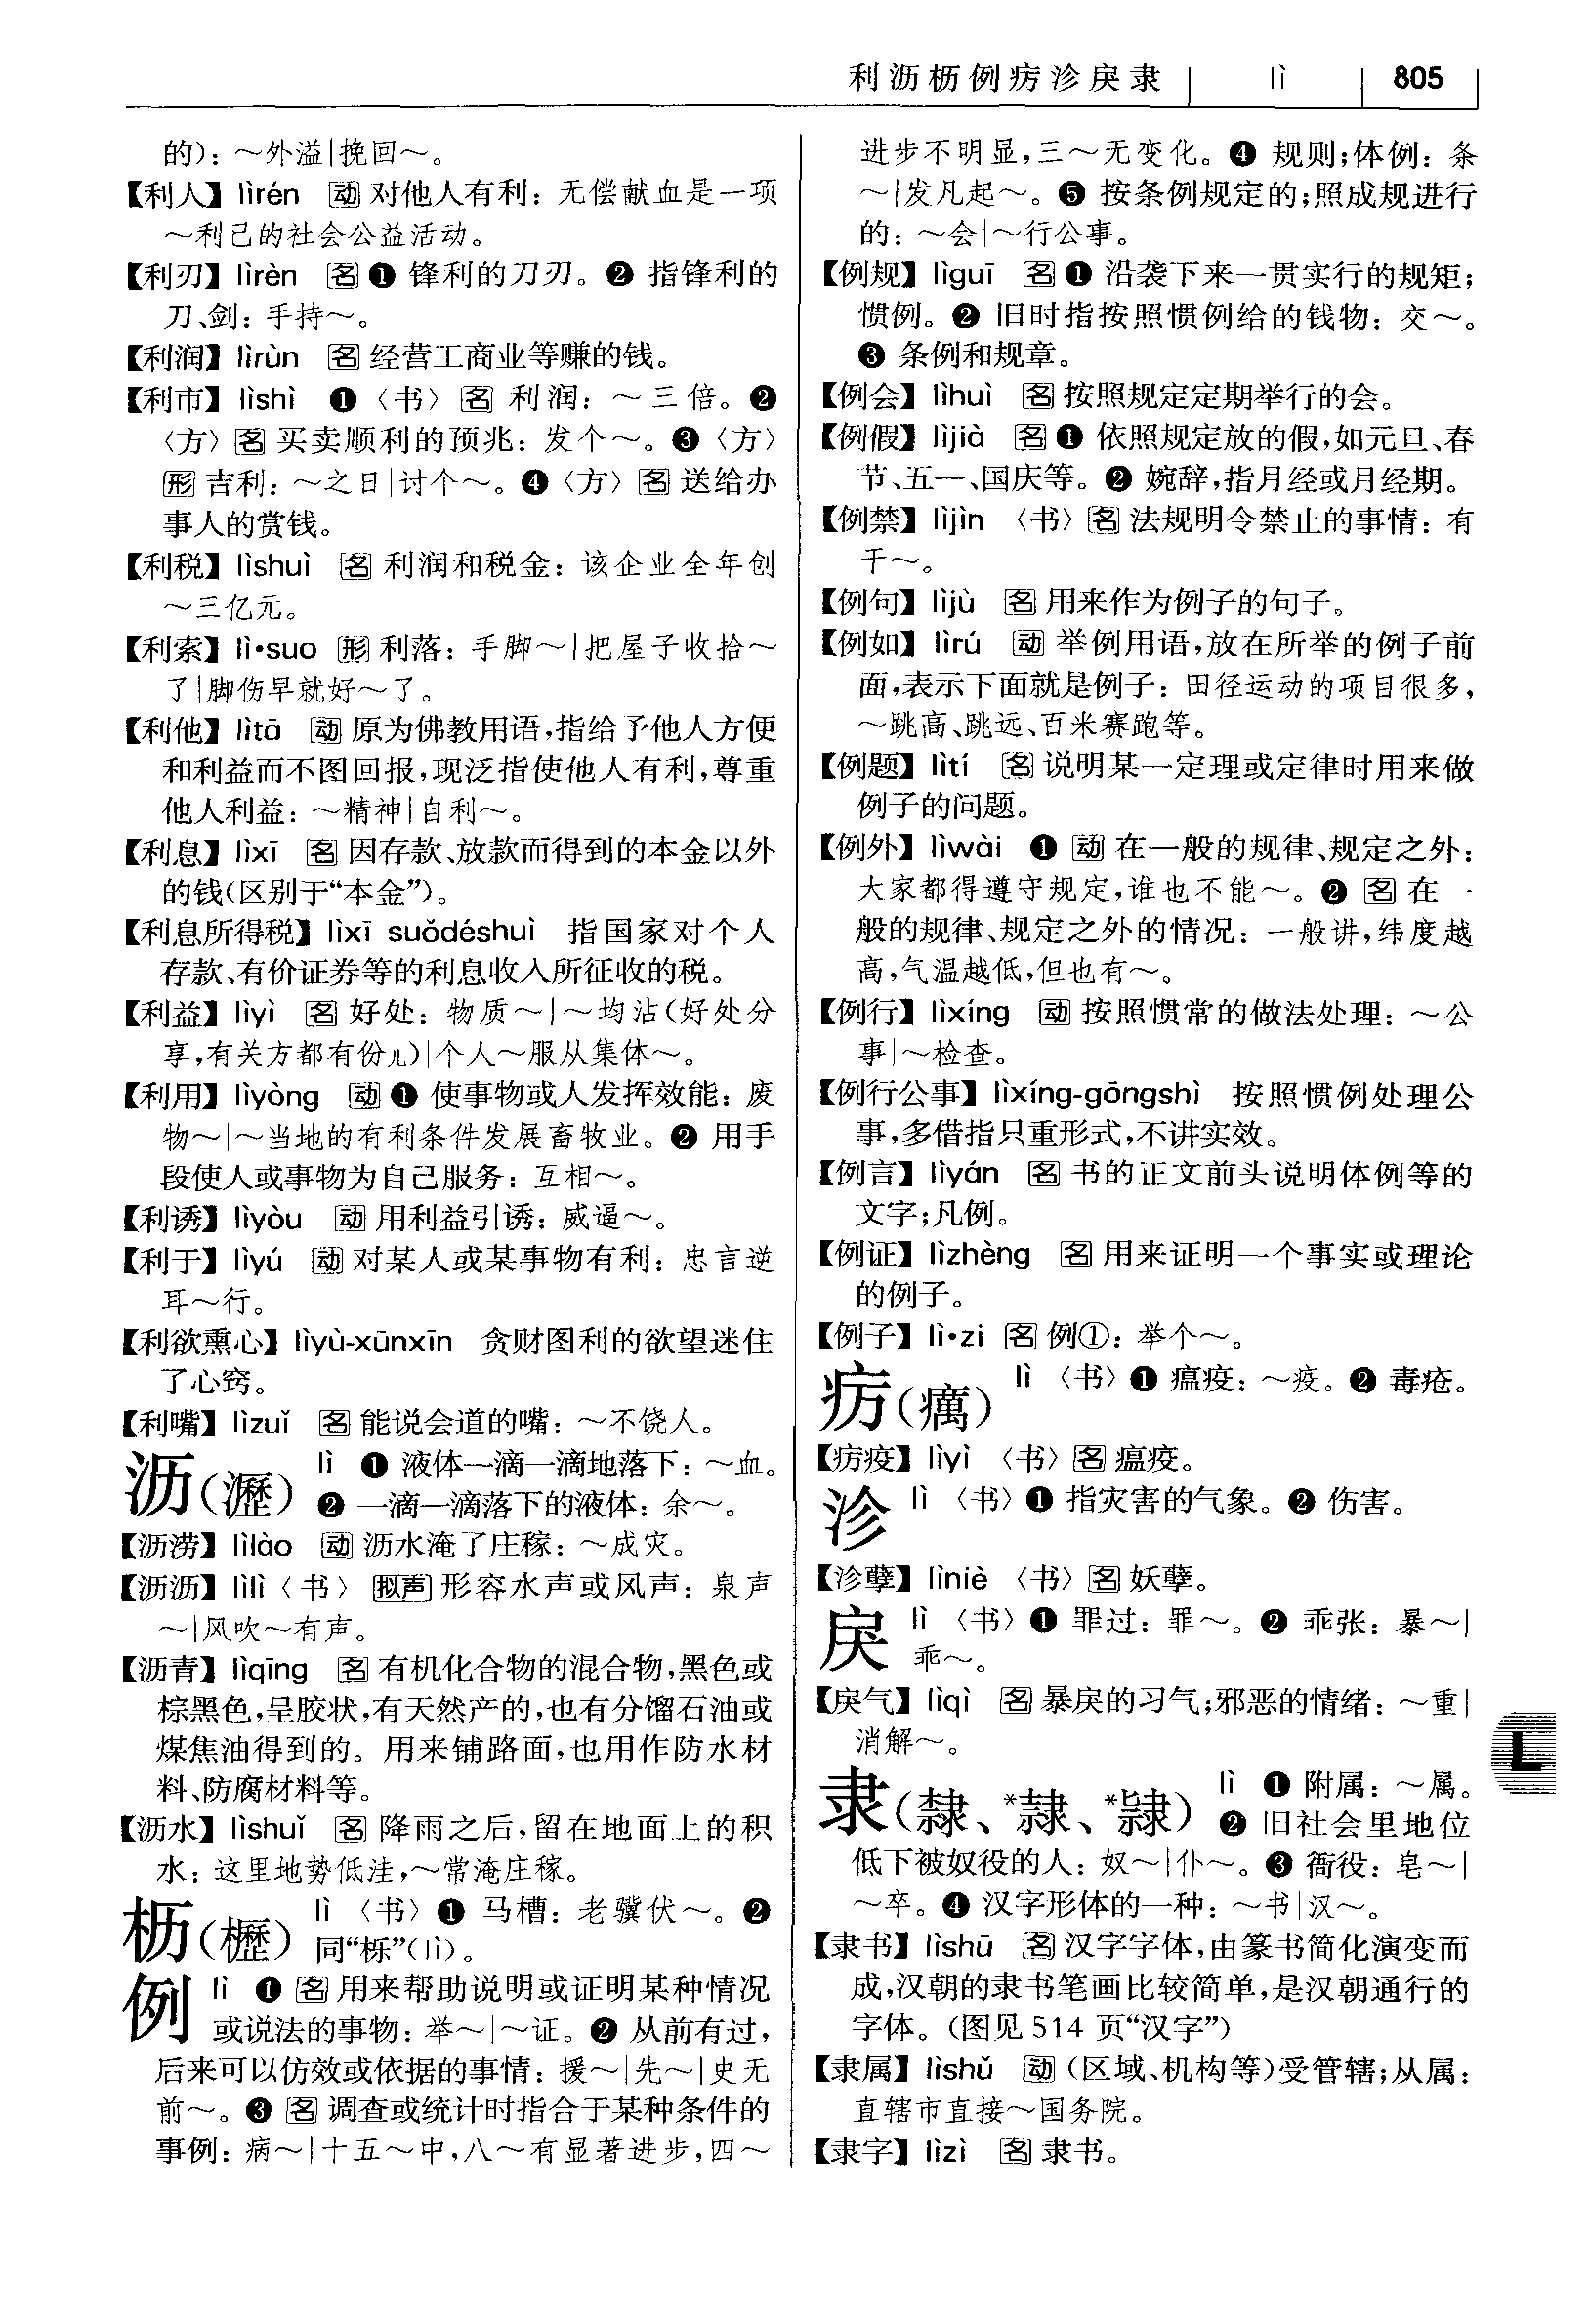 利沥枥例疠沴戾隶 lì 805
的）：～外溢|挽回～。
【利人】lìrén 动 对他人有利：无偿献血是一项
～利己的社会公益活动。
【利刃】lìrèn 名 ❶ 锋利的刀刃。❷ 指锋利的
刀、剑：手持～。
【利润】lìrùn 名 经营工商业等赚的钱。
【利市】lìshì ❶〈书〉名 利润：～三倍。❷
〈方〉名 买卖顺利的预兆：发个～。❸〈方〉
形 吉利：～之日|讨个～。❹〈方〉名 送给办
事人的赏钱。
【利税】lìshuì 名 利润和税金：该企业全年创
～三亿元。
【利索】lì•suo 形 利落：手脚～|把屋子收拾～
了|脚伤早就好～了。
【利他】lìtā 动 原为佛教用语，指给予他人方便
和利益而不图回报，现泛指使他人有利，尊重
他人利益：～精神|自利～。
【利息】lìxī 名 因存款、放款而得到的本金以外
的钱（区别于“本金”）。
【利息所得税】lìxī suǒdéshuì 指国家对个人
存款、有价证券等的利息收入所征收的税。
【利益】lìyì 名 好处：物质～|～均沾（好处分
享，有关方都有份儿）|个人～服从集体～。
【利用】lìyòng 动 ❶ 使事物或人发挥效能：废
物～|～当地的有利条件发展畜牧业。❷ 用手
段使人或事物为自己服务：互相～。
【利诱】lìyòu 动 用利益引诱：威逼～。
【利于】lìyú 动 对某人或某事物有利：忠言逆
耳～行。
【利欲熏心】lìyù-xūnxīn 贪财图利的欲望迷住
了心窍。
【利嘴】lìzuǐ 名 能说会道的嘴：～不饶人。
沥（瀝） lì ❶ 液体一滴一滴地落下：～血。
❷ 一滴一滴落下的液体：余～。
【沥涝】lìlào 动 沥水淹了庄稼：～成灾。
【沥沥】lìlì〈书〉拟声 形容水声或风声：泉声
～|风吹～有声。
【沥青】lìqīng 名 有机化合物的混合物，黑色或
棕黑色，呈胶状，有天然产的，也有分馏石油或
煤焦油得到的。用来铺路面，也用作防水材
料、防腐材料等。
【沥水】lìshuǐ 名 降雨之后，留在地面上的积
水：这里地势低洼，～常淹庄稼。
枥（櫪） lì〈书〉❶ 马槽：老骥伏～。❷
同“栎”（lì）。
例 lì ❶ 名 用来帮助说明或证明某种情况
或说法的事物：举～|～证。❷ 从前有过，
后来可以仿效或依据的事情：援～|先～|史无
前～。❸ 名 调查或统计时指合于某种条件的
事例：病～|十五～中，八～有显著进步，四～
进步不明显，三～无变化。❹ 规则；体例：条
～|发凡起～。❺ 按条例规定的；照成规进行
的：～会|～行公事。
【例规】lìguī 名 ❶ 沿袭下来一贯实行的规矩；
惯例。❷ 旧时指按照惯例给的钱物：交～。
❸ 条例和规章。
【例会】lìhuì 名 按照规定定期举行的会。
【例假】lìjià 名 ❶ 依照规定放的假，如元旦、春
节、五一、国庆等。❷ 婉辞，指月经或月经期。
【例禁】lìjìn〈书〉名 法规明令禁止的事情：有
干～。
【例句】lìjù 名 用来作为例子的句子。
【例如】lìrú 动 举例用语，放在所举的例子前
面，表示下面就是例子：田径运动的项目很多，
～跳高、跳远、百米赛跑等。
【例题】lìtí 名 说明某一定理或定律时用来做
例子的问题。
【例外】lìwài ❶ 动 在一般的规律、规定之外：
大家都得遵守规定，谁也不能～。❷ 名 在一
般的规律、规定之外的情况：一般讲，纬度越
高，气温越低，但也有～。
【例行】lìxíng 动 按照惯常的做法处理：～公
事|～检查。
【例行公事】lìxíng-gōngshì 按照惯例处理公
事，多借指只重形式，不讲实效。
【例言】lìyán 名 书的正文前头说明体例等的
文字；凡例。
【例证】lìzhèng 名 用来证明一个事实或理论
的例子。
【例子】lì•zi 名 例①：举个～。
疠（癘） lì〈书〉❶ 瘟疫：～疫。❷ 毒疮。
【疠疫】lìyì〈书〉名 瘟疫。
沴 lì〈书〉❶ 指灾害的气象。❷ 伤害。
【沴孽】lìniè〈书〉名 妖孽。
戾 lì〈书〉❶ 罪过：罪～。❷ 乖张：暴～|
乖～。
【戾气】lìqì 名 暴戾的习气；邪恶的情绪：～重|
消解～。
L
隶（隸、*隷、*𨽻） lì ❶ 附属：～属。
❷ 旧社会里地位
低下被奴役的人：奴～|仆～。❸ 衙役：皂～|
～卒。❹ 汉字形体的一种：～书|汉～。
【隶书】lìshū 名 汉字字体，由篆书简化演变而
成，汉朝的隶书笔画比较简单，是汉朝通行的
字体。（图见 514 页“汉字”）
【隶属】lìshǔ 动（区域、机构等）受管辖；从属：
直辖市直接～国务院。
【隶字】lìzì 名 隶书。